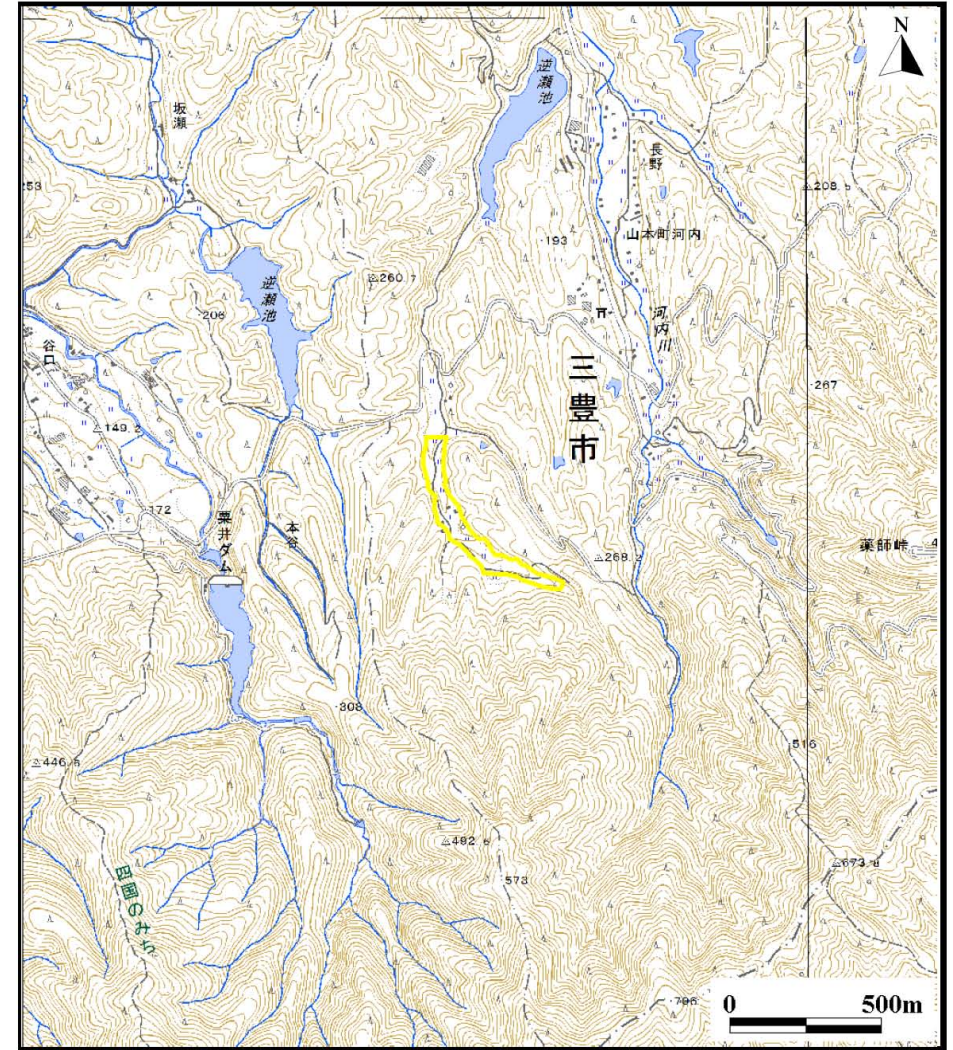 N
逆瀬池
坂瀬
長野
253
208.5
山本町河内
193
260.7
逆瀬池
206
河内川
谷口
三豊市
267
149.2
172
粟井ダム
本谷
268.2
薬師峠
308
516
446.5
492.6
573
673.8
四国のみち
796
0 500m